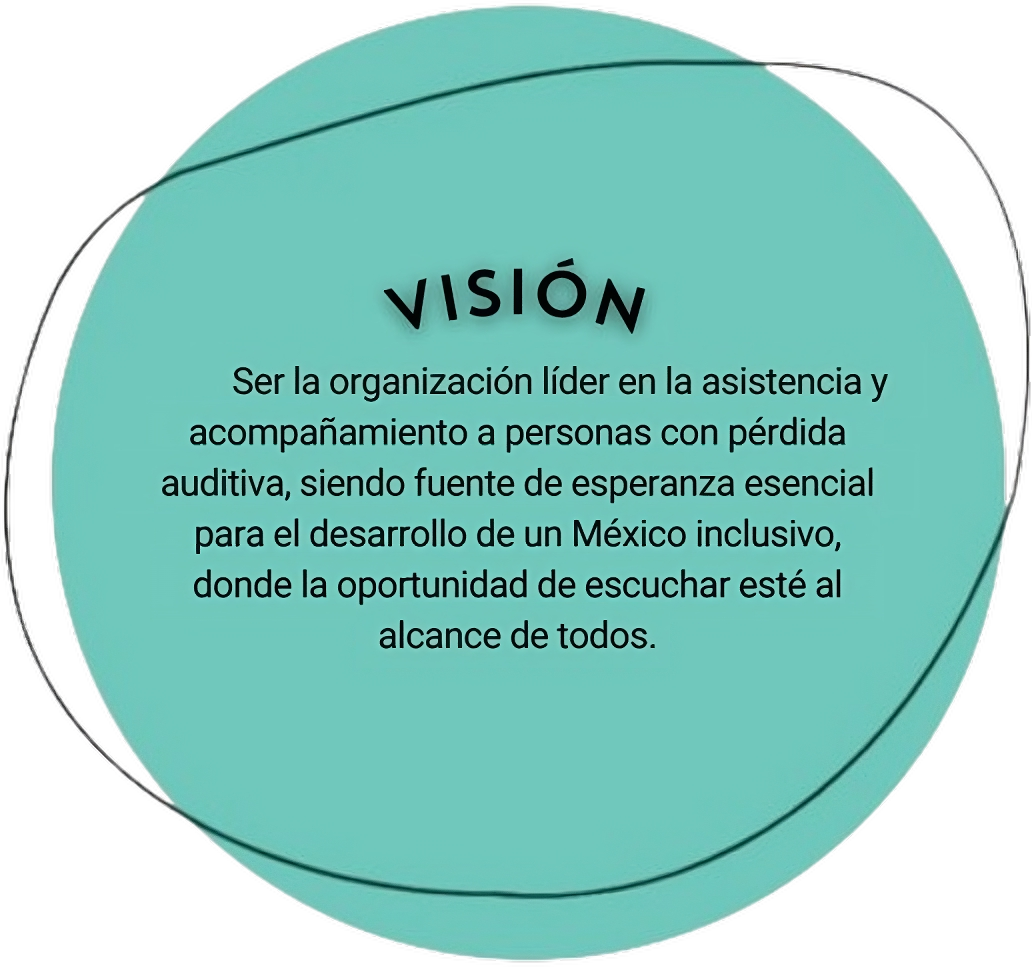 VISIÓN
Ser la organización líder en la asistencia y
acompañamiento a personas con pérdida
auditiva, siendo fuente de esperanza esencial
para el desarrollo de un México inclusivo,
donde la oportunidad de escuchar esté al
alcance de todos.